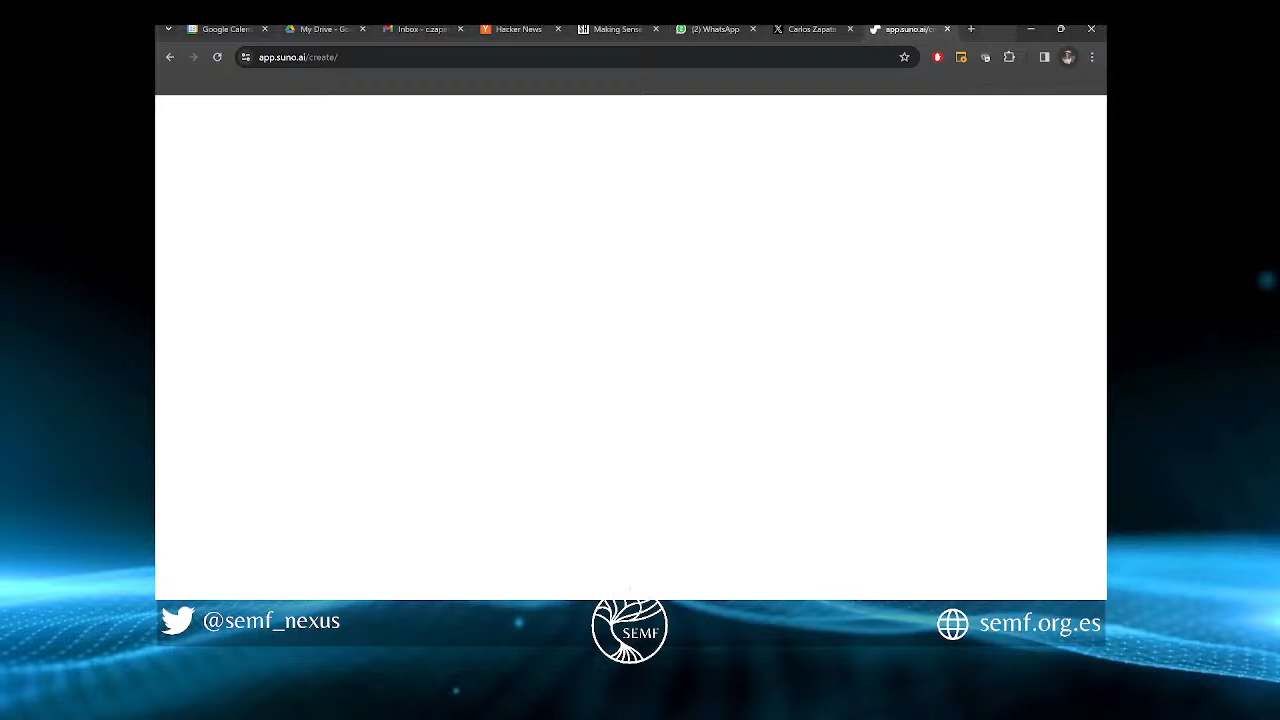 Google Calen
My Drive - Go
Inbox - c.zap
Hacker News
Making Sense
(2) WhatsApp
Carlos Zapata
app.suno.ai/cr
app.suno.ai/create/
@semf_nexus
SEMF
semf.org.es